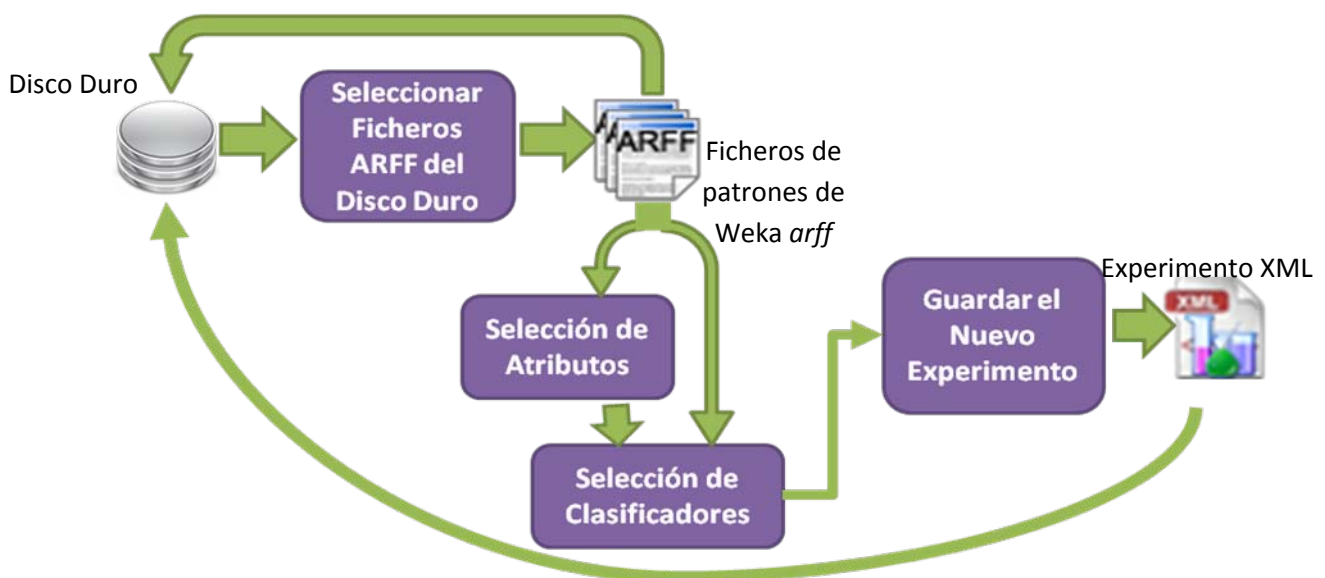 Disco Duro
Seleccionar
Ficheros
ARFF del
Disco Duro
ARFF
Ficheros de
patrones de
Weka arff
Selección de
Atributos
Selección de
Clasificadores
Guardar el
Nuevo
Experimento
Experimento XML
XML